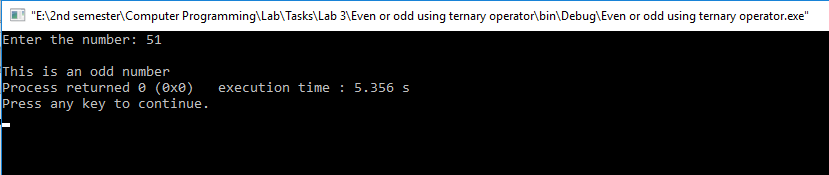 "E:\2nd semester\Computer Programming\Lab\Tasks\Lab 3\Even or odd using ternary operator\bin\Debug\Even or odd using ternary operator.exe"
Enter the number: 51
This is an odd number
Process returned 0 (0x0)   execution time : 5.356 s
Press any key to continue.